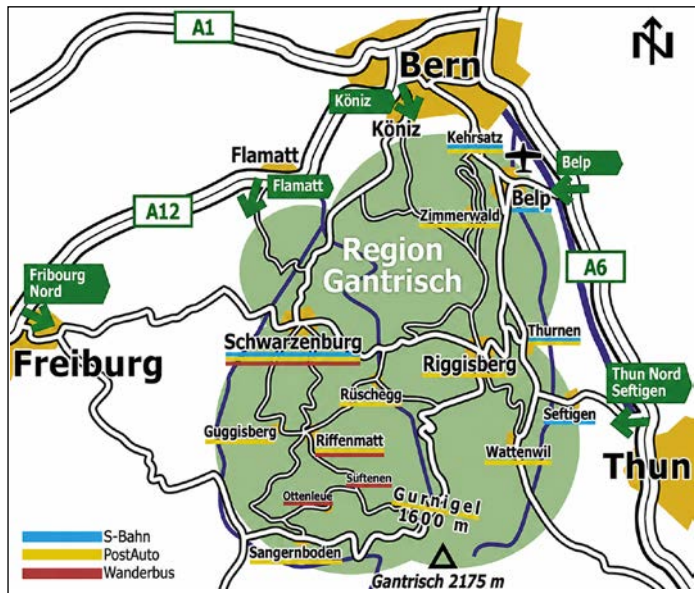 A1
N
Bern
Köniz
Köniz
Kehrsatz
Flamatt
Belp
Flamatt
Belp
A12
Zimmerwald
Region
Gantrisch
A6
Fribourg
Nord
Freiburg
Schwarzenburg
Thurnen
Riggisberg
Thun Nord
Seftigen
Rüschegg
Seftigen
Guggisberg
Riffenmatt
Wattenwil
Thun
Süftenen
Ottenleue
Gurnigel
1600 m
S-Bahn
PostAuto
Wanderbus
Sangernboden
Gantrisch 2175 m